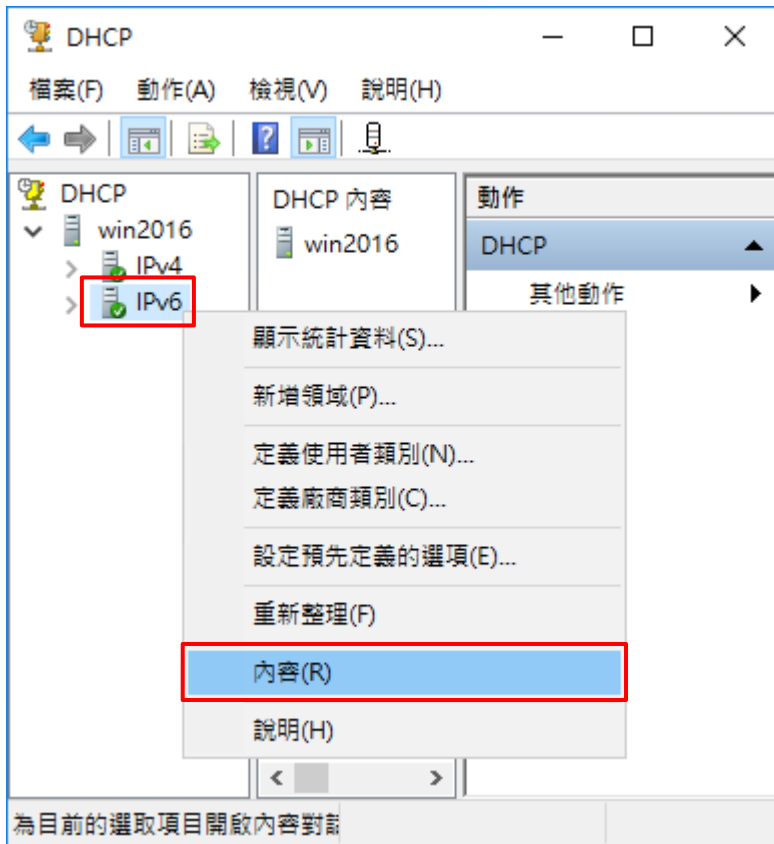 DHCP
檔案(F) 動作(A) 檢視(V) 說明(H)
DHCP
win2016
IPv4
IPv6
DHCP 內容
win2016
動作
DHCP
其他動作
顯示統計資料(S)...
新增領域(P)...
定義使用者類別(N)...
定義廠商類別(C)...
設定預先定義的選項(E)...
重新整理(F)
內容(R)
說明(H)
為目前的選取項目開啟內容對